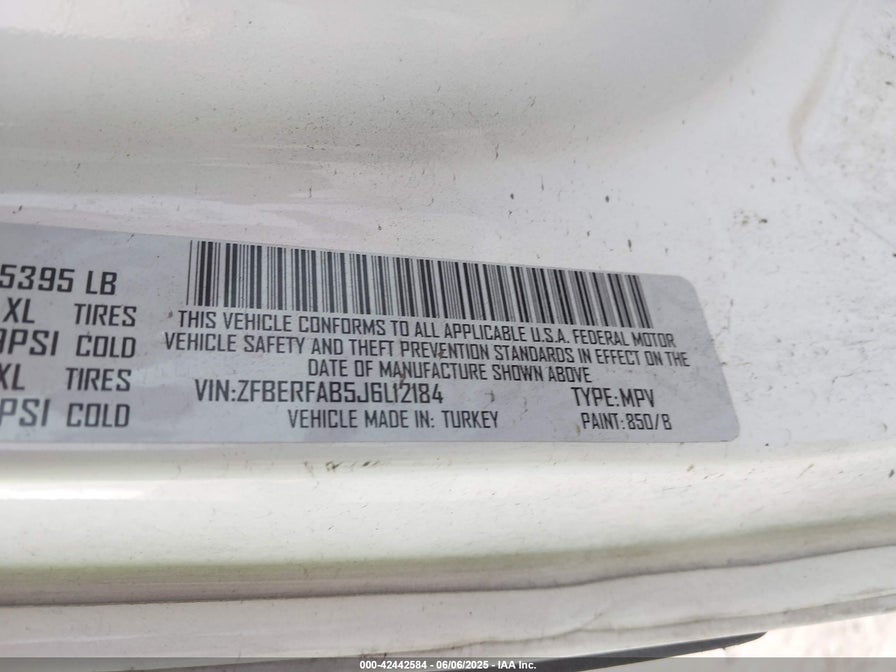 5395 LB
XL TIRES
PSI COLD
XL TIRES
PSI COLD
THIS VEHICLE CONFORMS TO ALL APPLICABLE U.S.A. FEDERAL MOTOR
VEHICLE SAFETY AND THEFT PREVENTION STANDARDS IN EFFECT ON THE
DATE OF MANUFACTURE SHOWN ABOVE
VIN:ZFBERFAB5J6L12184 TYPE:MPV
VEHICLE MADE IN: TURKEY PAINT:850/B
000-42442584 - 06/06/2025 - IAA Inc.